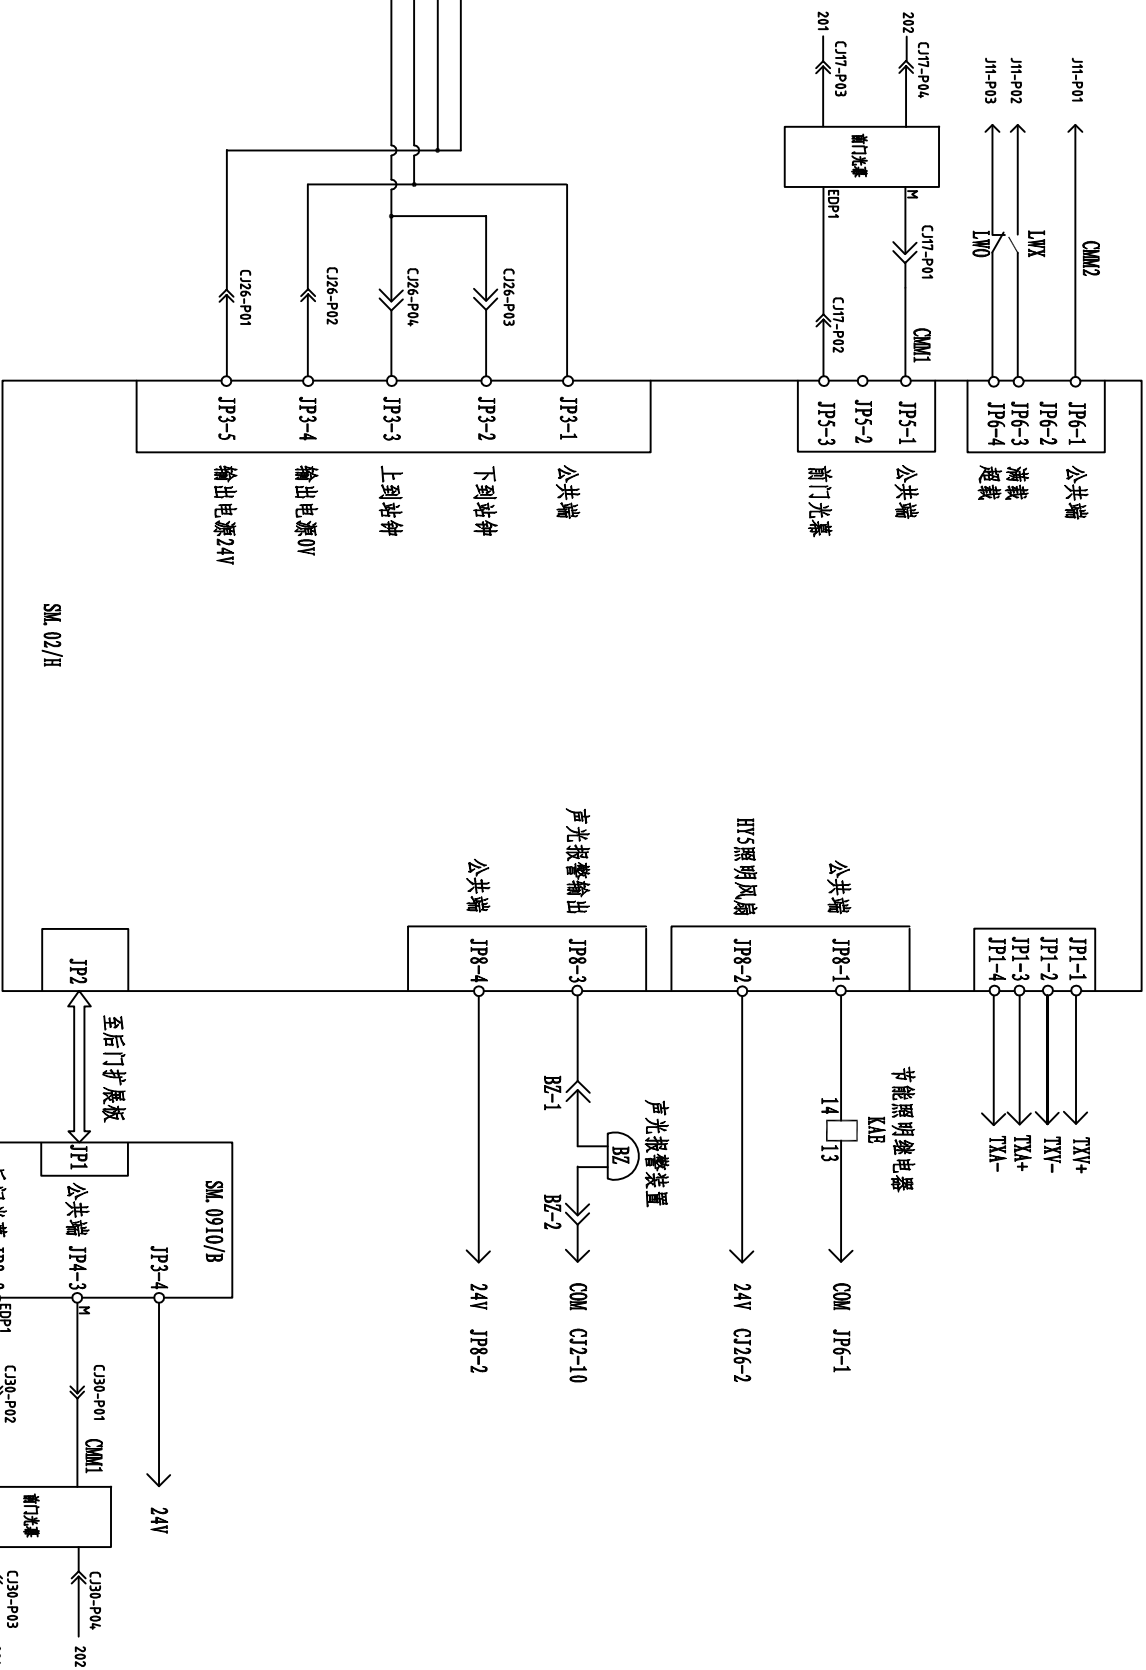 J11-P01
J11-P02
J11-P03
CMM2
LWX
LWO
202
CJ17-P04
201
CJ17-P03
前门光幕
M
EDP1
CJ17-P01
CJ17-P02
CMM1
CJ26-P03
CJ26-P04
CJ26-P02
CJ26-P01
JP6-1
JP6-2
JP6-3
JP6-4
公共端
满载
超载
JP5-1
JP5-2
JP5-3
公共端
前门光幕
JP3-1
JP3-2
JP3-3
JP3-4
JP3-5
公共端
下到站钟
上到站钟
输出电源0V
输出电源24V
SM.02/H
公共端
HY5照明风扇
声光报警输出
公共端
JP1-1
JP1-2
JP1-3
JP1-4
JP8-1
JP8-2
JP8-3
JP8-4
JP2
TXV+
TXV-
TXA+
TXA-
节能照明继电器
KAE
14
13
声光报警装置
BZ
BZ-1
BZ-2
至后门扩展板
COM JP6-1
24V CJ26-2
COM CJ2-10
24V JP8-2
SM.09IO/B
JP1
公共端 JP4-3
JP3-4
M
EDP1
CJ30-P01
CJ30-P02
CMM1
24V
前门光幕
CJ30-P04
CJ30-P03
202